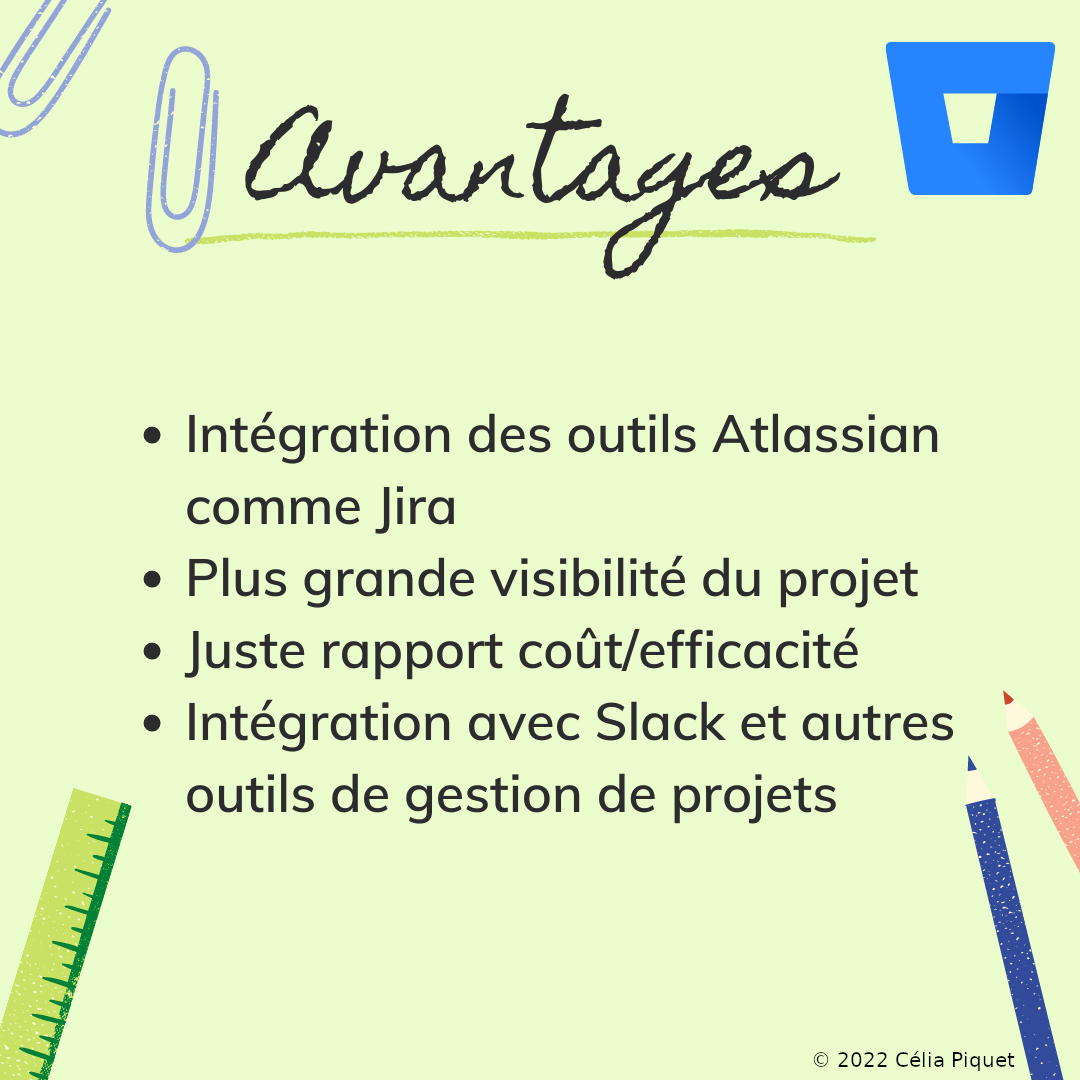 Avantages
• Intégration des outils Atlassian
comme Jira
• Plus grande visibilité du projet
• Juste rapport coût/efficacité
• Intégration avec Slack et autres
outils de gestion de projets
© 2022 Célia Piquet